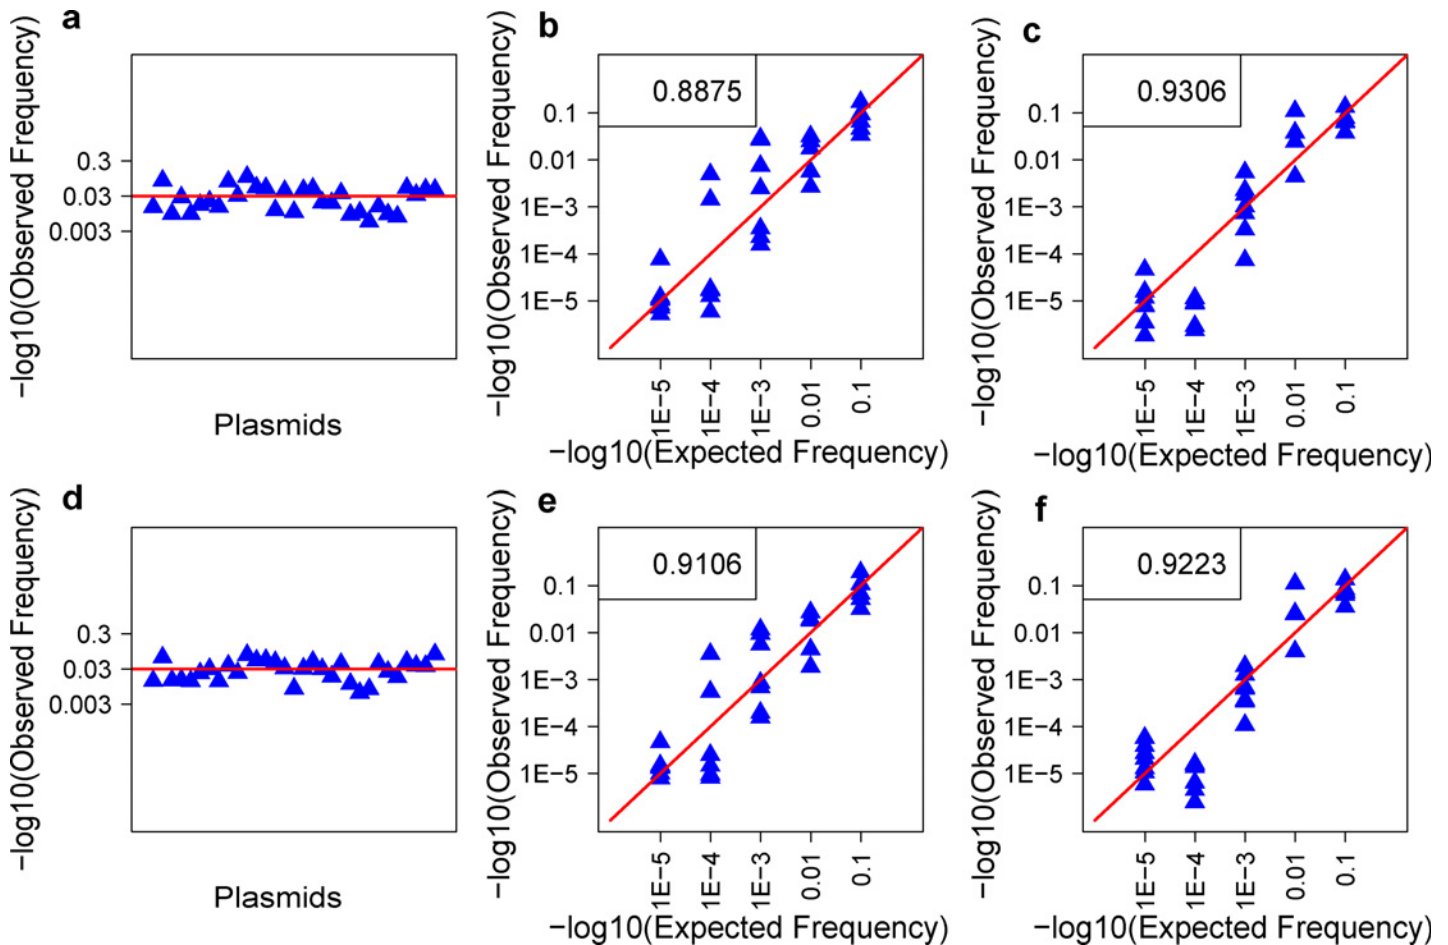 a
−log10(Observed Frequency)
0.3
0.03
0.003
Plasmids
b
−log10(Observed Frequency)
0.8875
0.1
0.01
1E−3
1E−4
1E−5
1E−5
1E−4
1E−3
0.01
0.1
−log10(Expected Frequency)
c
−log10(Observed Frequency)
0.9306
0.1
0.01
1E−3
1E−4
1E−5
1E−5
1E−4
1E−3
0.01
0.1
−log10(Expected Frequency)
d
−log10(Observed Frequency)
0.3
0.03
0.003
Plasmids
e
−log10(Observed Frequency)
0.9106
0.1
0.01
1E−3
1E−4
1E−5
1E−5
1E−4
1E−3
0.01
0.1
−log10(Expected Frequency)
f
−log10(Observed Frequency)
0.9223
0.1
0.01
1E−3
1E−4
1E−5
1E−5
1E−4
1E−3
0.01
0.1
−log10(Expected Frequency)